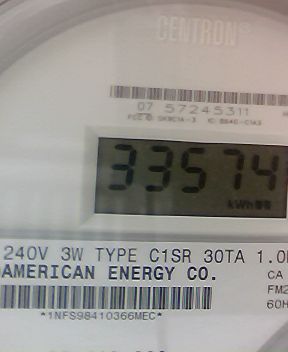 CENTRON®
07 57245311
33574
kWh
240V 3W TYPE C1SR 30TA 1.0
AMERICAN ENERGY CO.
CA
FM2
60H
*1NFS98410366MEC*